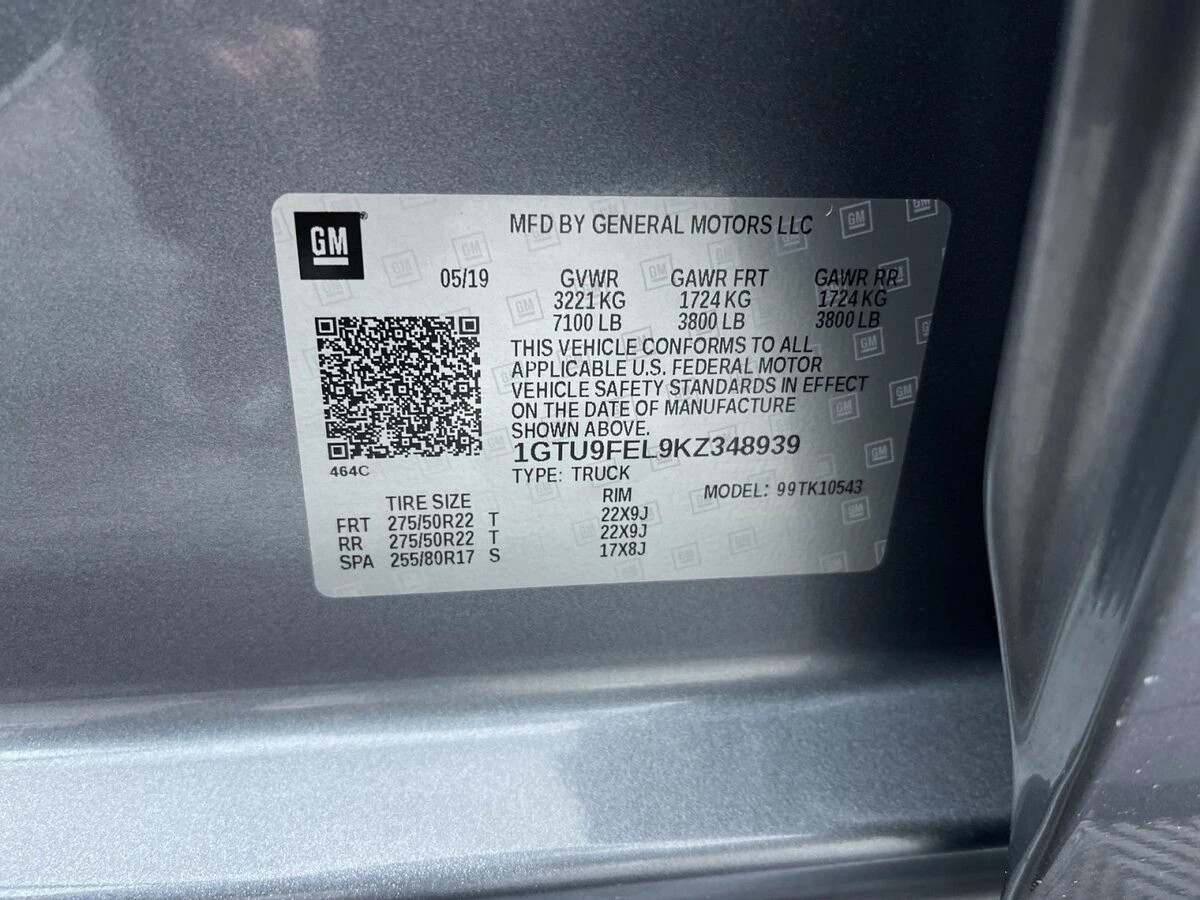 GM
MFD BY GENERAL MOTORS LLC
05/19 GVWR GAWR FRT GAWR RR
3221 KG 1724 KG 1724 KG
7100 LB 3800 LB 3800 LB
THIS VEHICLE CONFORMS TO ALL
APPLICABLE U.S. FEDERAL MOTOR
VEHICLE SAFETY STANDARDS IN EFFECT
ON THE DATE OF MANUFACTURE
SHOWN ABOVE.
1GTU9FEL9KZ348939
464C
TYPE: TRUCK
MODEL: 99TK10543
TIRE SIZE RIM
FRT 275/50R22 T 22X9J
RR 275/50R22 T 22X9J
SPA 255/80R17 S 17X8J